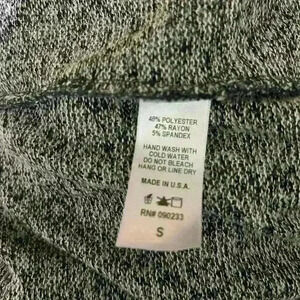 48% POLYESTER
47% RAYON
5% SPANDEX
HAND WASH WITH
COLD WATER
DO NOT BLEACH
HANG OR LINE DRY
MADE IN U.S.A.
RN# 090233
S